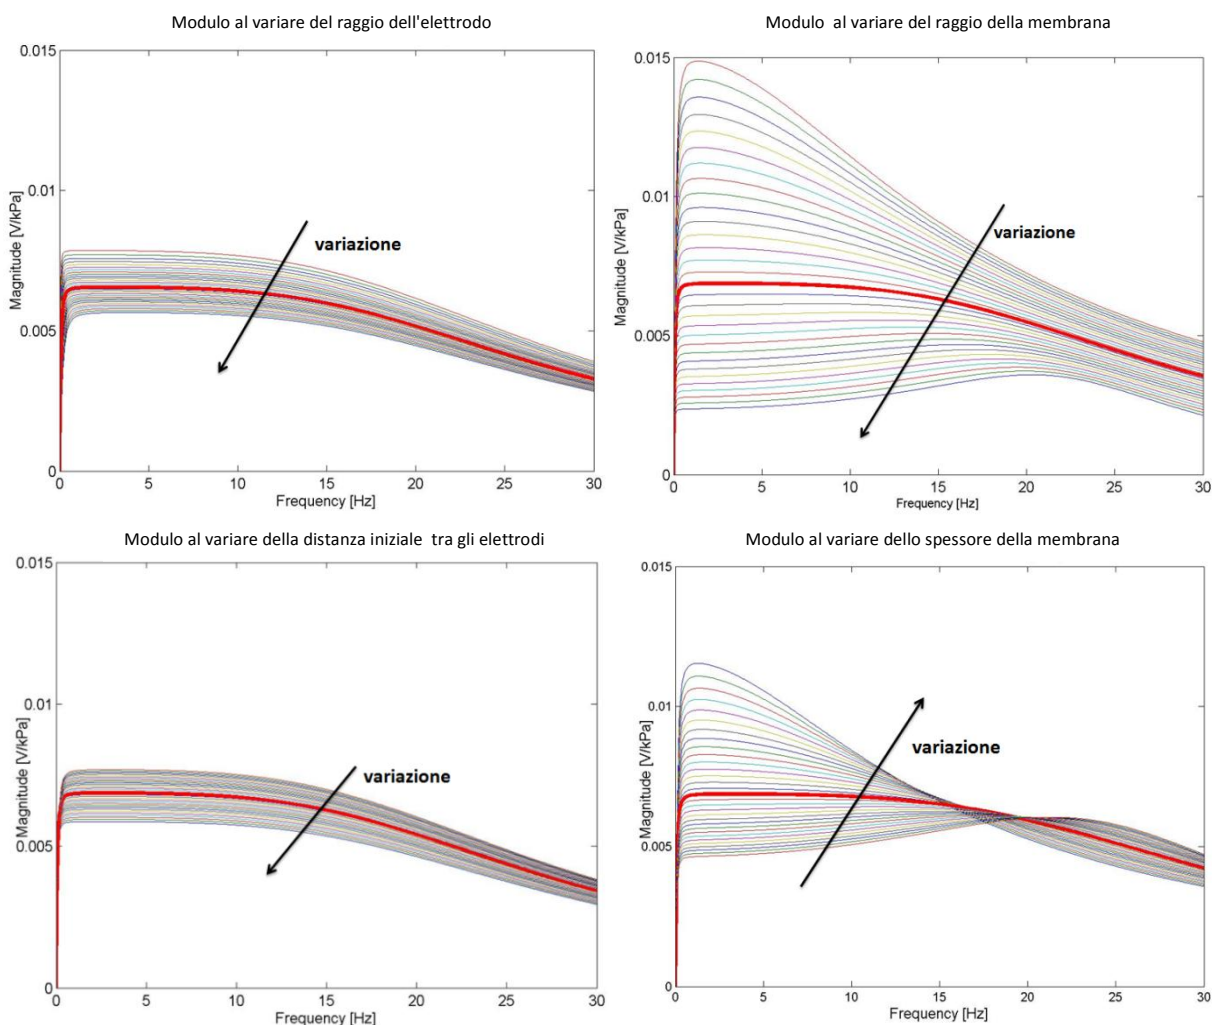 Modulo al variare del raggio dell'elettrodo
0.015
0.01
0.005
0
Magnitude [V/kPa]
variazione
0 5 10 15 20 25 30
Frequency [Hz]
Modulo al variare del raggio della membrana
0.015
0.01
0.005
0
Magnitude [V/kPa]
variazione
0 5 10 15 20 25 30
Frequency [Hz]
Modulo al variare della distanza iniziale tra gli elettrodi
0.015
0.01
0.005
0
Magnitude [V/kPa]
variazione
0 5 10 15 20 25 30
Frequency [Hz]
Modulo al variare dello spessore della membrana
0.015
0.01
0.005
0
Magnitude [V/kPa]
variazione
0 5 10 15 20 25 30
Frequency [Hz]